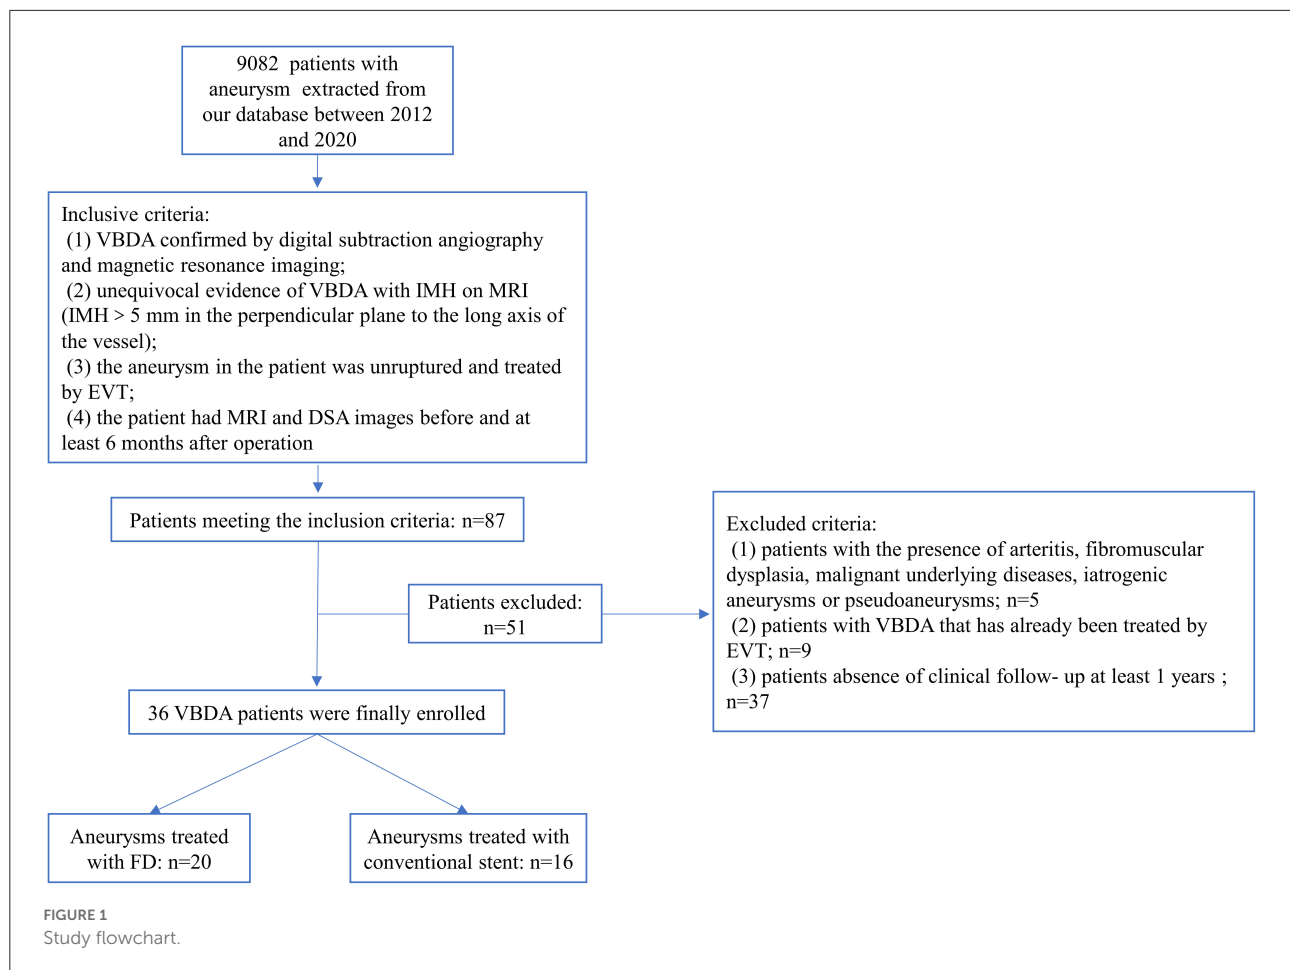 9082 patients with
aneurysm extracted from
our database between 2012
and 2020
Inclusive criteria:
(1) VBDA confirmed by digital subtraction angiography
and magnetic resonance imaging;
(2) unequivocal evidence of VBDA with IMH on MRI
(IMH > 5 mm in the perpendicular plane to the long axis of
the vessel);
(3) the aneurysm in the patient was unruptured and treated
by EVT;
(4) the patient had MRI and DSA images before and at
least 6 months after operation
Patients meeting the inclusion criteria: n=87
Patients excluded:
n=51
Excluded criteria:
(1) patients with the presence of arteritis, fibromuscular
dysplasia, malignant underlying diseases, iatrogenic
aneurysms or pseudoaneurysms; n=5
(2) patients with VBDA that has already been treated by
EVT; n=9
(3) patients absence of clinical follow- up at least 1 years ;
n=37
36 VBDA patients were finally enrolled
Aneurysms treated
with FD: n=20
Aneurysms treated with
conventional stent: n=16
FIGURE 1
Study flowchart.